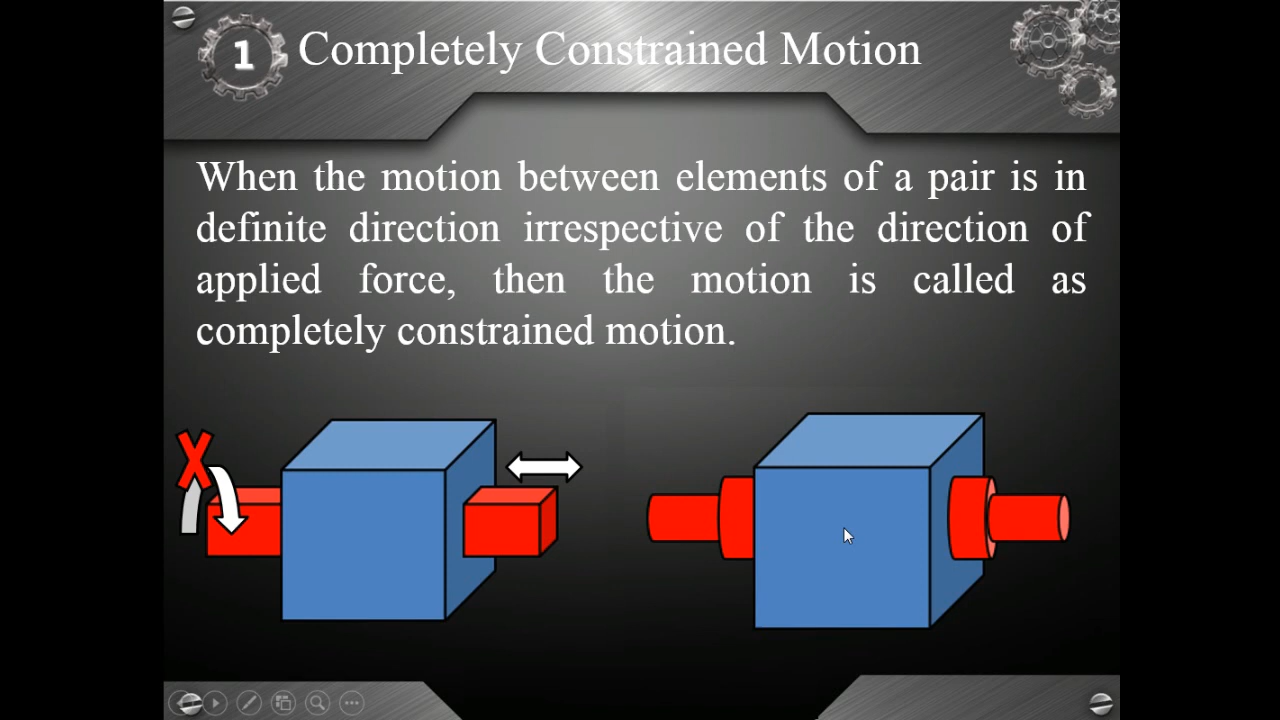 1 Completely Constrained Motion
When the motion between elements of a pair is in
definite direction irrespective of the direction of
applied force, then the motion is called as
completely constrained motion.